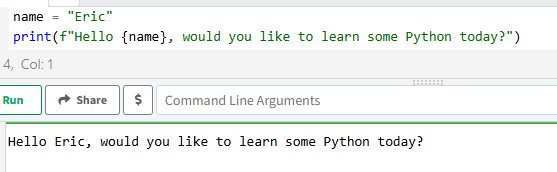 name = "Eric"
print(f"Hello {name}, would you like to learn some Python today?")
4, Col: 1
Run Share $ Command Line Arguments
Hello Eric, would you like to learn some Python today?